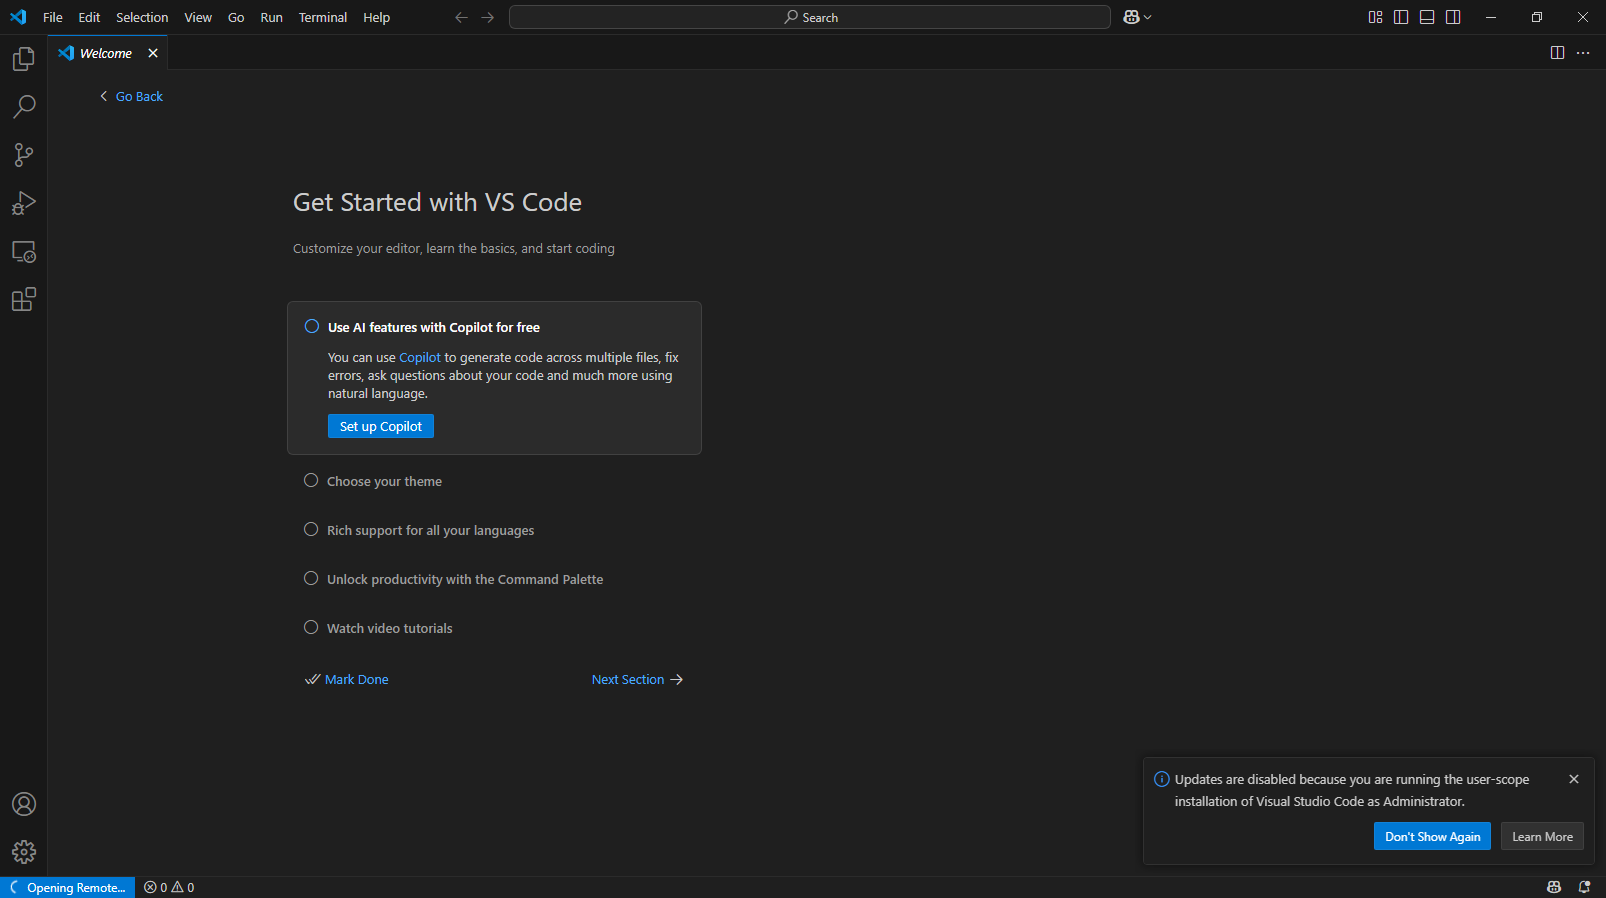 File Edit Selection View Go Run Terminal Help
Search
Welcome
Go Back
Get Started with VS Code
Customize your editor, learn the basics, and start coding
Use AI features with Copilot for free
You can use Copilot to generate code across multiple files, fix
errors, ask questions about your code and much more using
natural language.
Set up Copilot
Choose your theme
Rich support for all your languages
Unlock productivity with the Command Palette
Watch video tutorials
Mark Done
Next Section
Updates are disabled because you are running the user-scope
installation of Visual Studio Code as Administrator.
Don't Show Again
Learn More
Opening Remote...
0
0